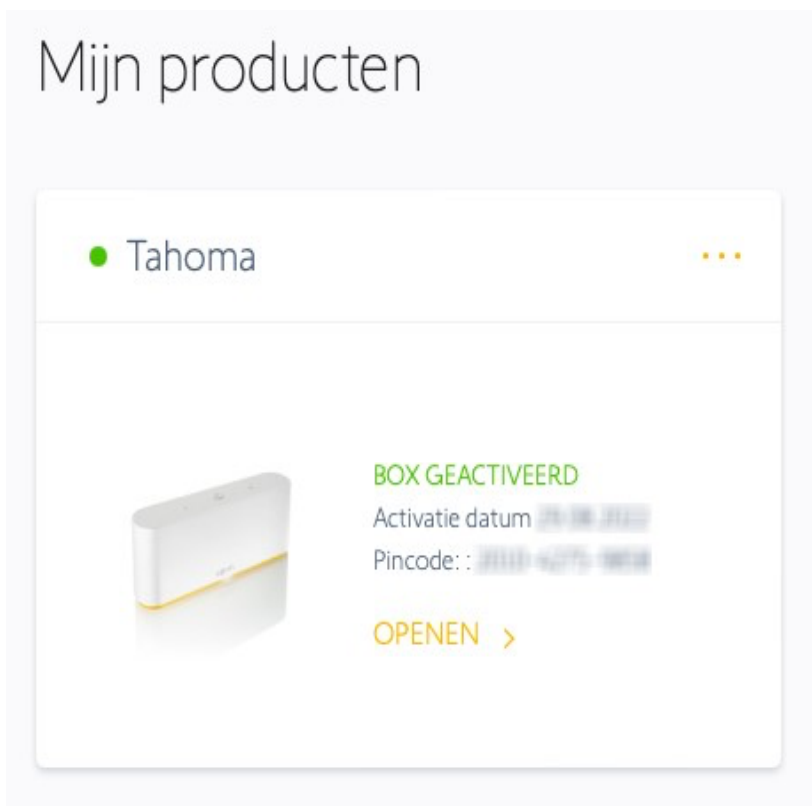 Mijn producten
Tahoma
BOX GEACTIVEERD
Activatie datum
Pincode: :
OPENEN >